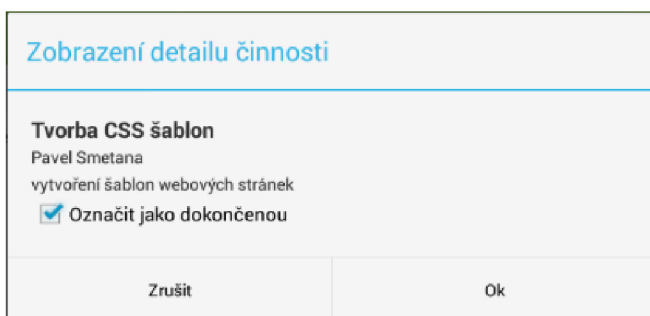 Zobrazení detailu činnosti
Tvorba CSS šablon
Pavel Smetana
vytvoření šablon webových stránek
Označit jako dokončenou
Zrušit
Ok